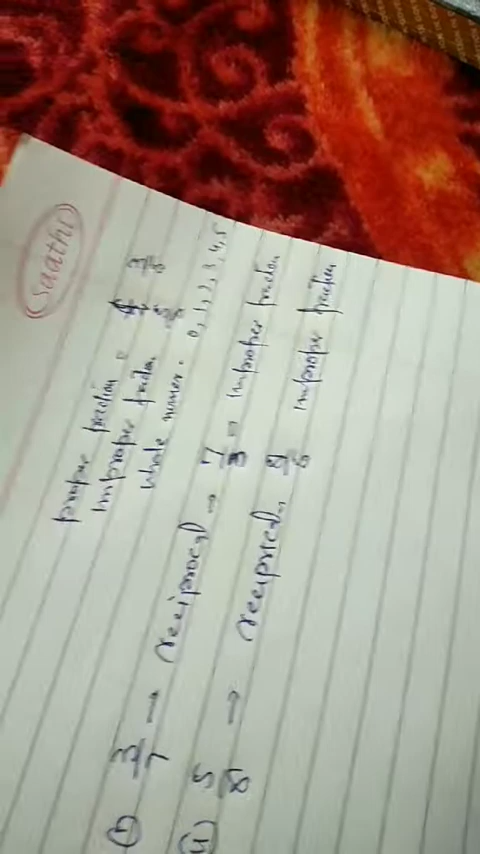 Saathi
proper fraction
Improper fraction
whole numer. 0, 1, 2, 3, 4, 5
(i) 3/7 → reciprocal → 7/3 → Improper fraction
(ii) 5/8 → reciprocal 8/5 Improper fraction